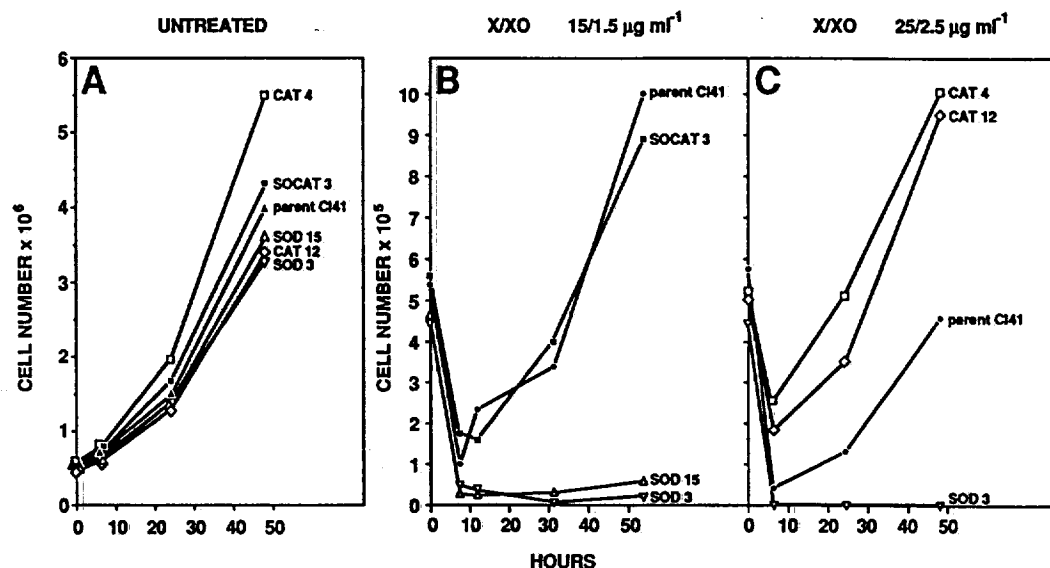 UNTREATED
X/XO 15/1.5 µg ml⁻¹
X/XO 25/2.5 µg ml⁻¹
A
B
C
CELL NUMBER x 10⁶
6
5
4
3
2
1
0
0 10 20 30 40 50
CAT 4
SOCAT 3
parent Cl41
SOD 15
CAT 12
SOD 3
CELL NUMBER x 10⁵
10
9
8
7
6
5
4
3
2
1
0
0 10 20 30 40 50
parent Cl41
SOCAT 3
SOD 15
SOD 3
0 10 20 30 40 50
CAT 4
CAT 12
parent Cl41
SOD 3
HOURS